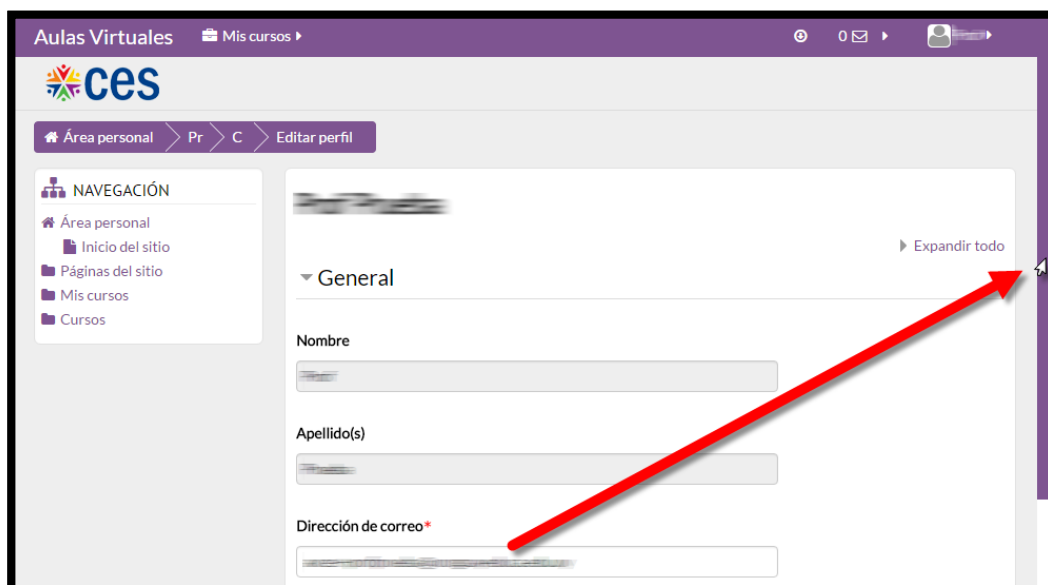 Aulas Virtuales Mis cursos 0
ces
Área personal Pr C Editar perfil
NAVEGACIÓN
Área personal
Inicio del sitio
Páginas del sitio
Mis cursos
Cursos
Expandir todo
General
Nombre
Apellido(s)
Dirección de correo*